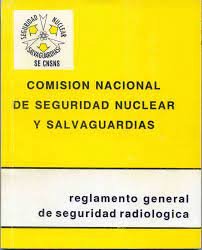 SEGURIDAD NUCLEAR
Y SALVAGUARDIAS
SE CNSNS
COMISION NACIONAL
DE SEGURIDAD NUCLEAR
Y SALVAGUARDIAS
reglamento general
de seguridad radiologica